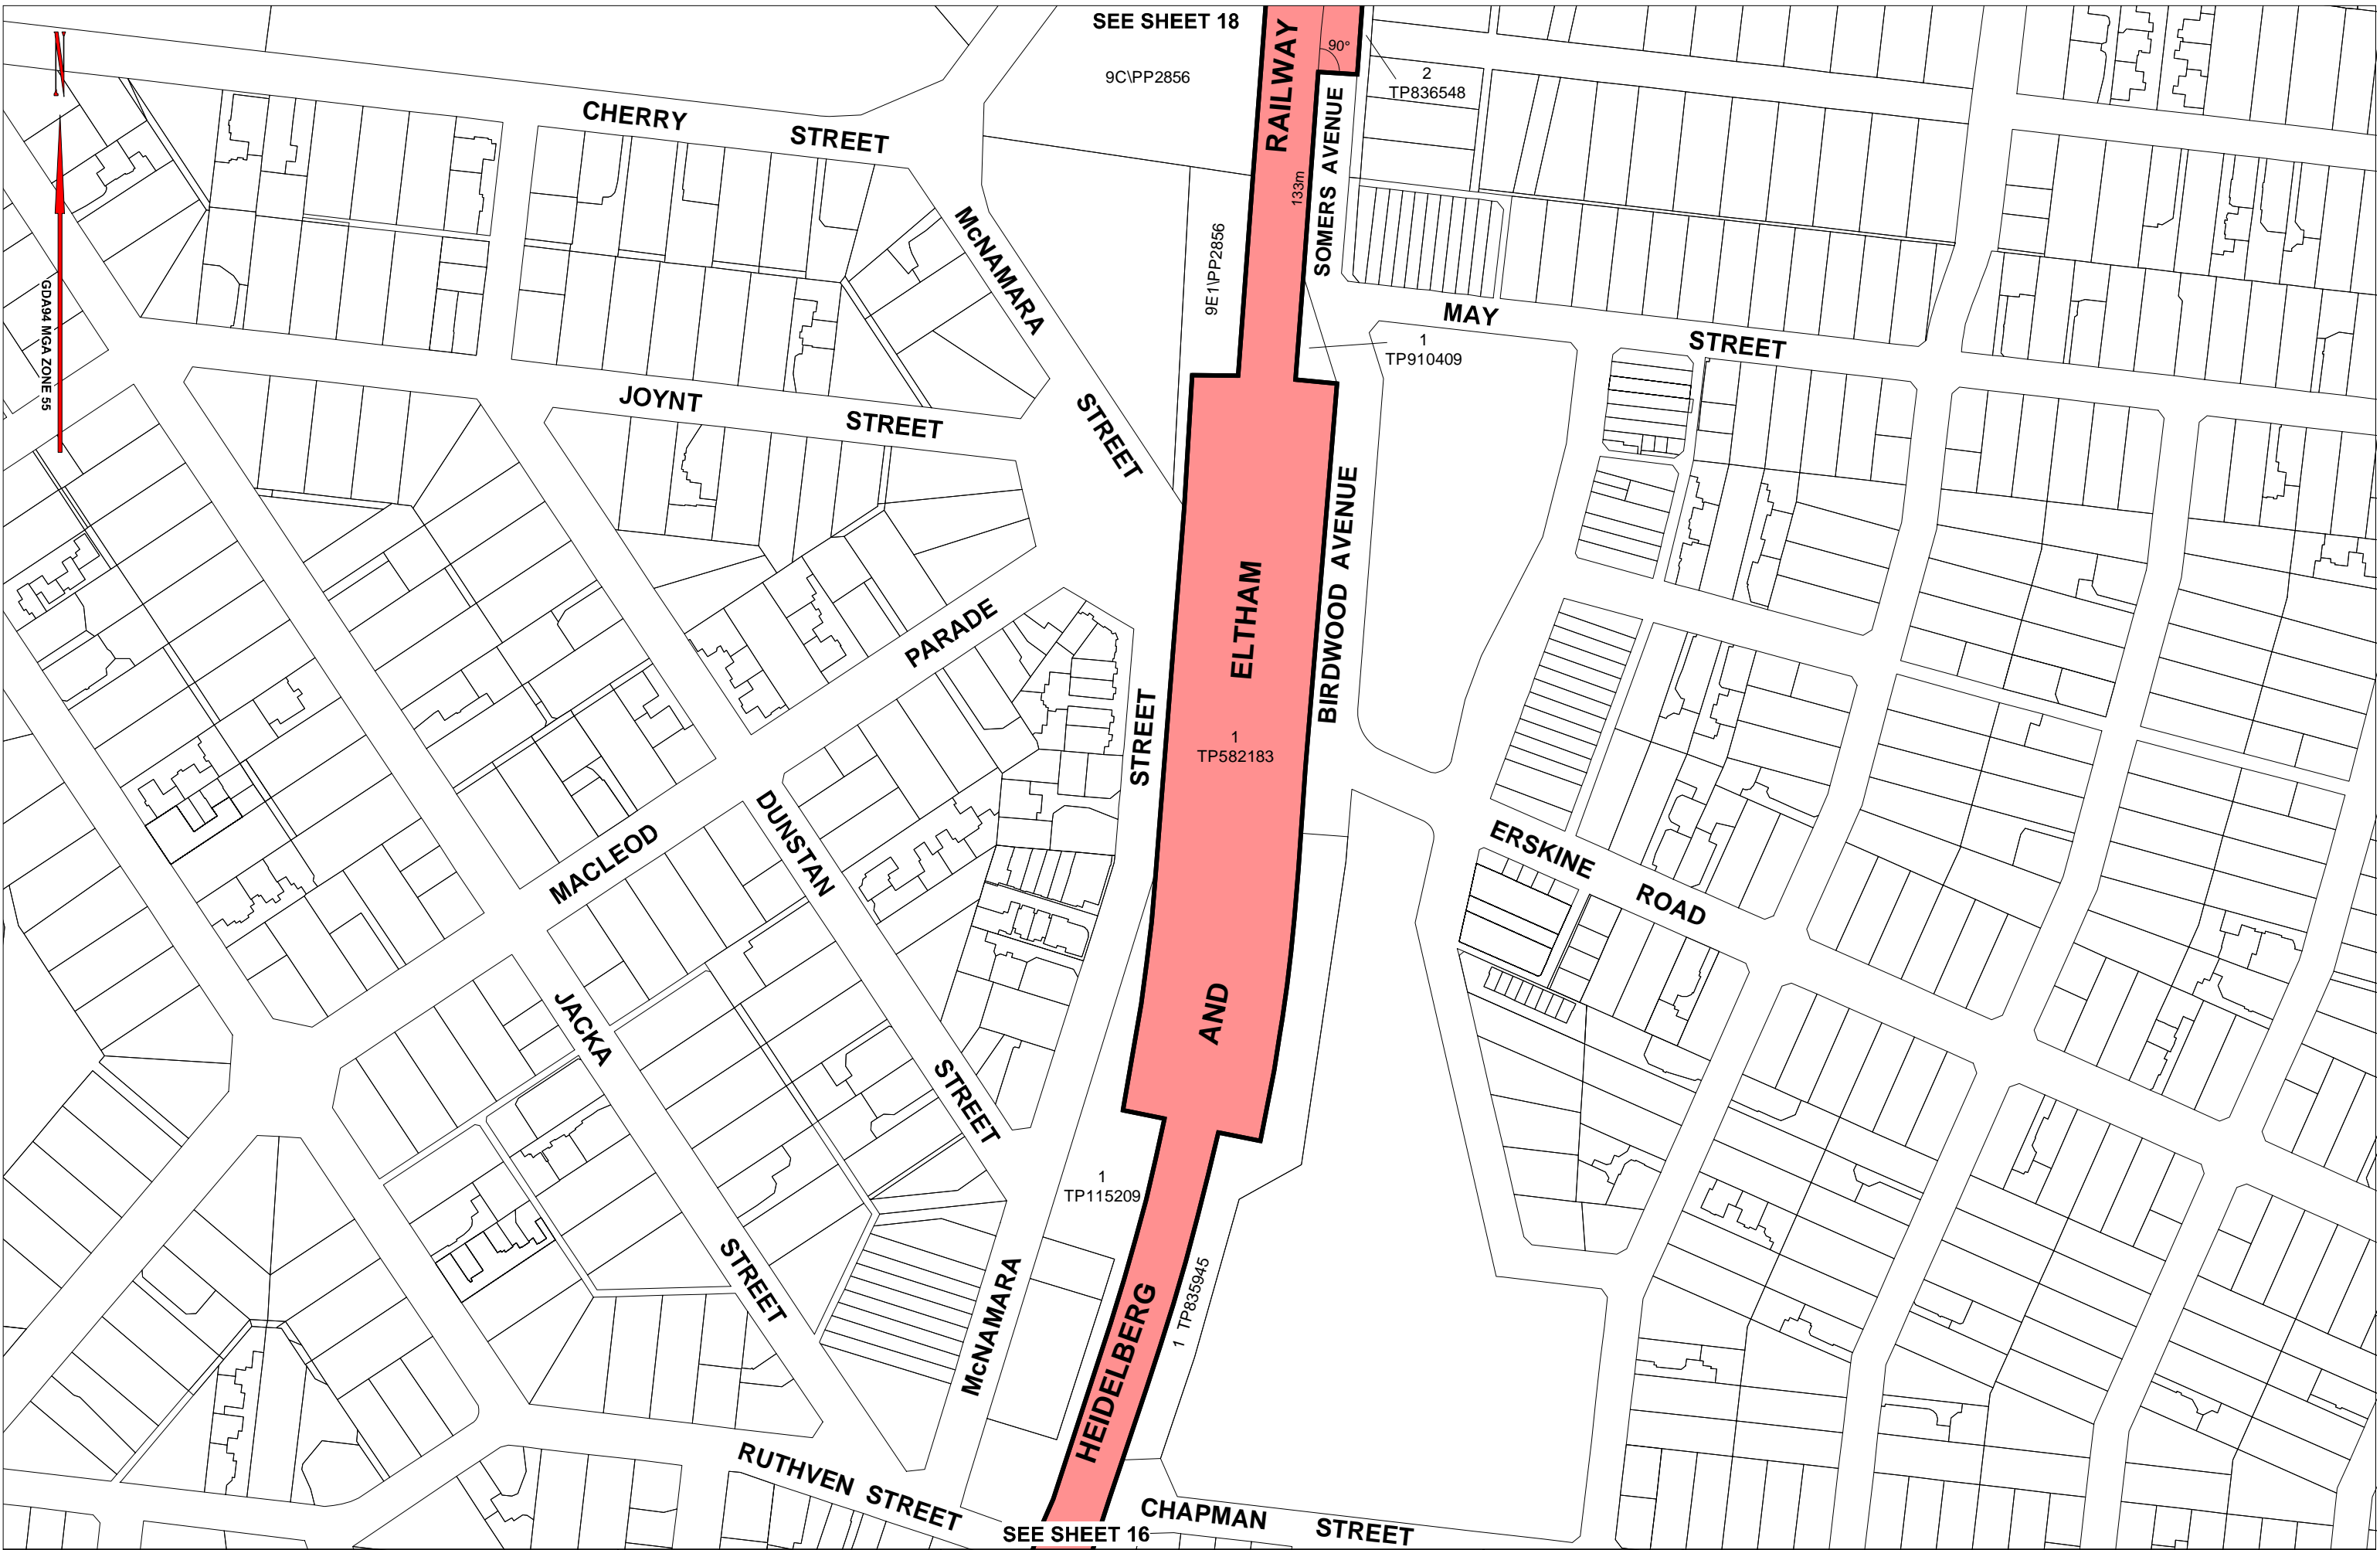 SEE SHEET 18
9C\PP2856
RAILWAY
90°
2
TP836548
CHERRY STREET
SOMERS AVENUE
133m
McNAMARA STREET
9E1\PP2856
GDA94 MGA ZONE 55
MAY STREET
1
TP910409
JOYNT STREET
BIRDWOOD AVENUE
ELTHAM
MACLEOD PARADE
STREET
1
TP582183
DUNSTAN STREET
ERSKINE ROAD
JACKA STREET
AND
1
TP115209
McNAMARA
HEIDELBERG
1 TP835945
RUTHVEN STREET
CHAPMAN STREET
SEE SHEET 16